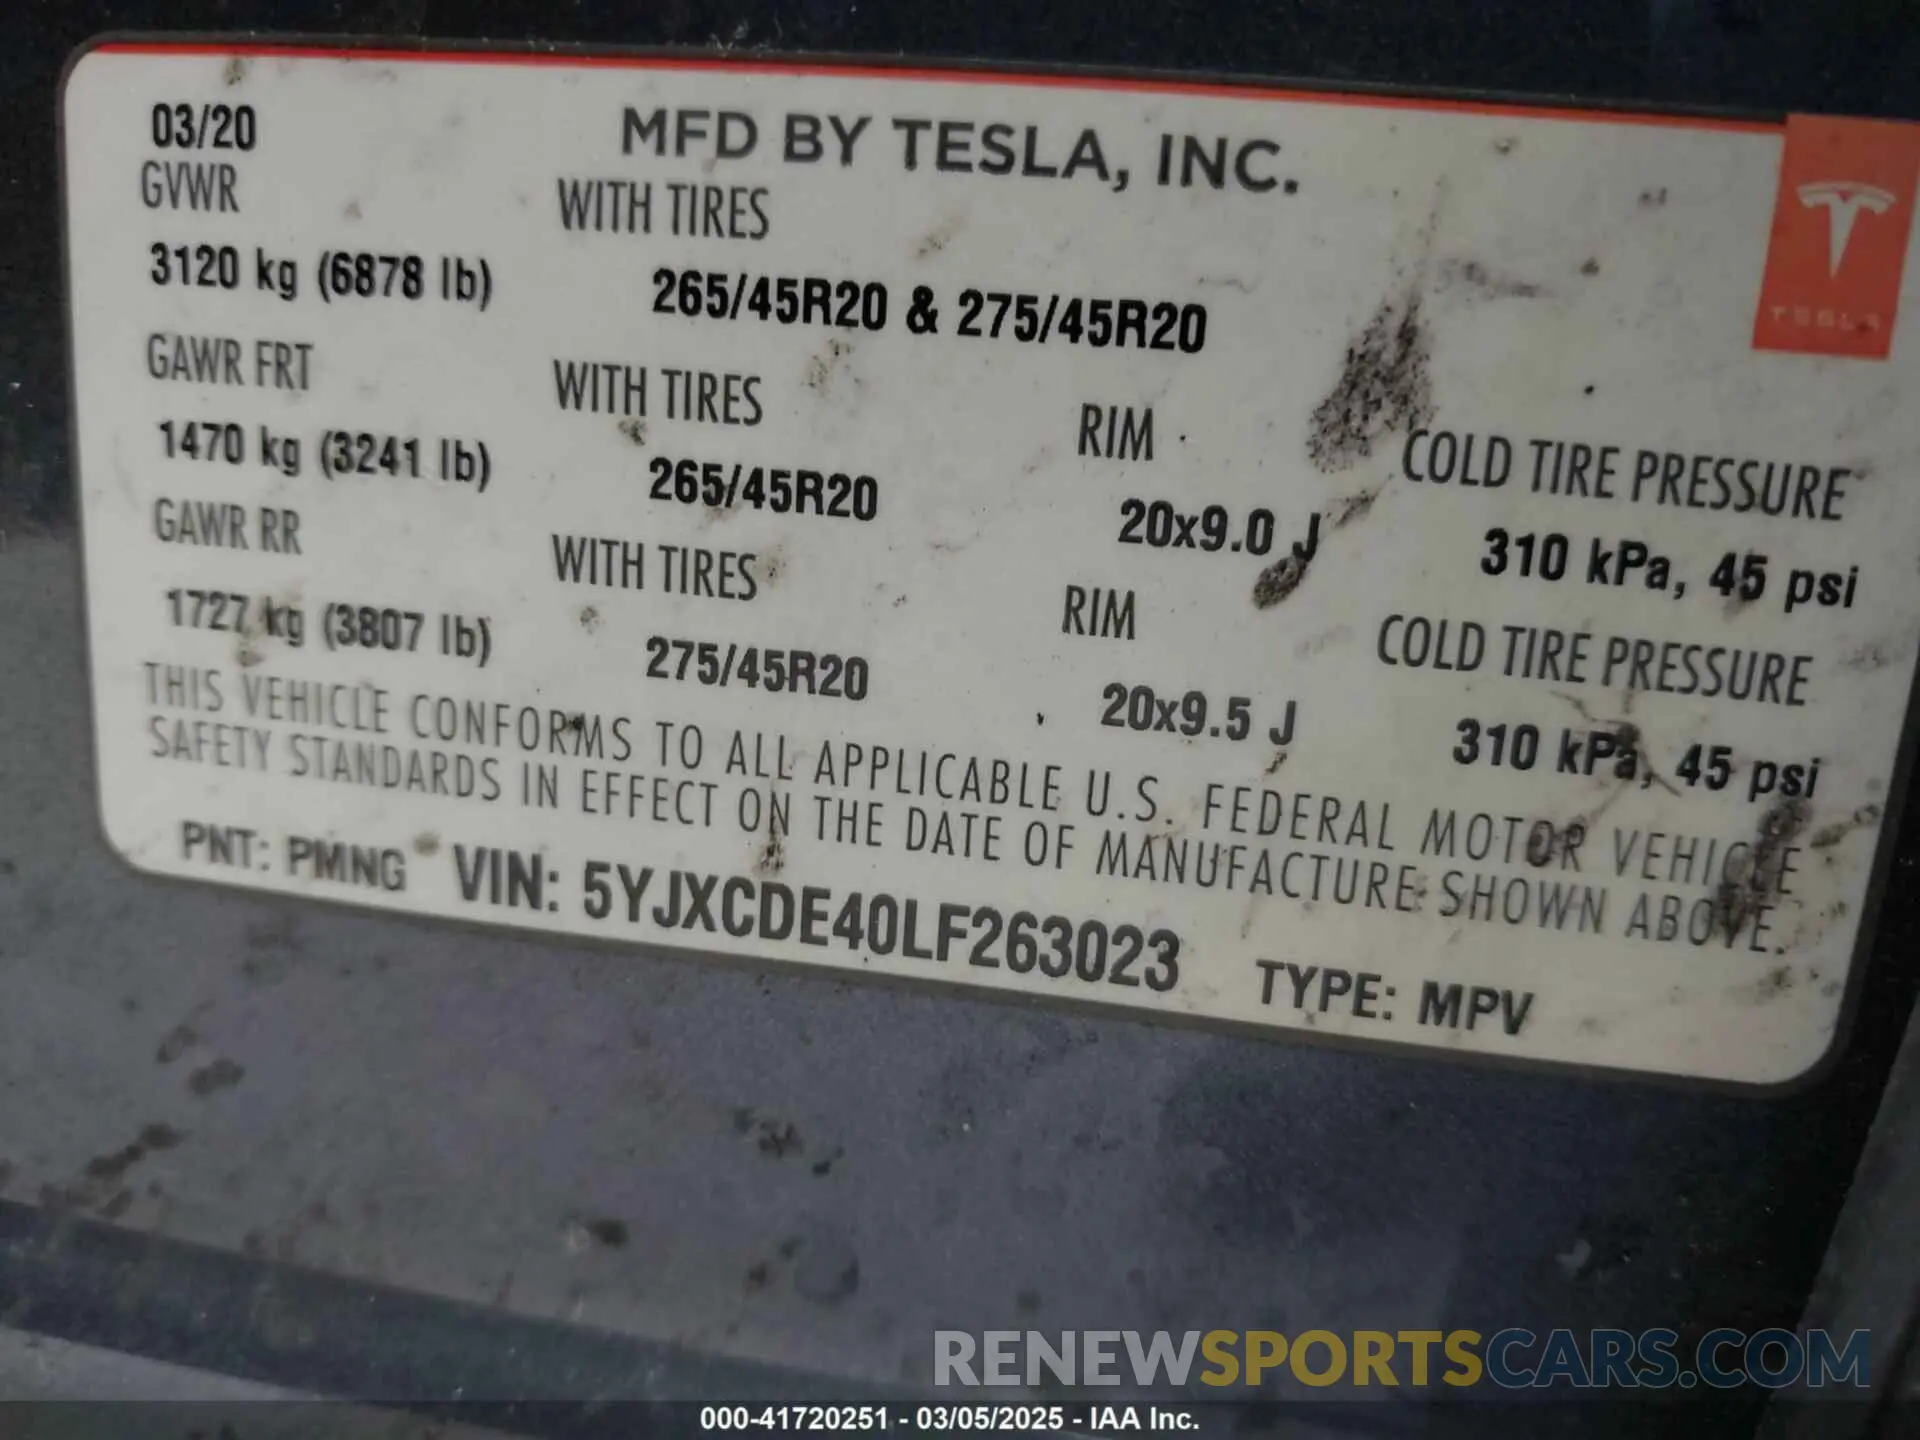 03/20 MFD BY TESLA, INC.
GVWR WITH TIRES
3120 kg (6878 lb) 265/45R20 & 275/45R20
TESLA
GAWR FRT WITH TIRES RIM COLD TIRE PRESSURE
1470 kg (3241 lb) 265/45R20 20x9.0 J 310 kPa, 45 psi
GAWR RR WITH TIRES RIM COLD TIRE PRESSURE
1727 kg (3807 lb) 275/45R20 20x9.5 J 310 kPa, 45 psi
THIS VEHICLE CONFORMS TO ALL APPLICABLE U.S. FEDERAL MOTOR VEHICLE
SAFETY STANDARDS IN EFFECT ON THE DATE OF MANUFACTURE SHOWN ABOVE.
PNT: PMNG VIN: 5YJXCDE40LF263023 TYPE: MPV
RENEWSPORTSCARS.COM
000-41720251 - 03/05/2025 - IAA Inc.